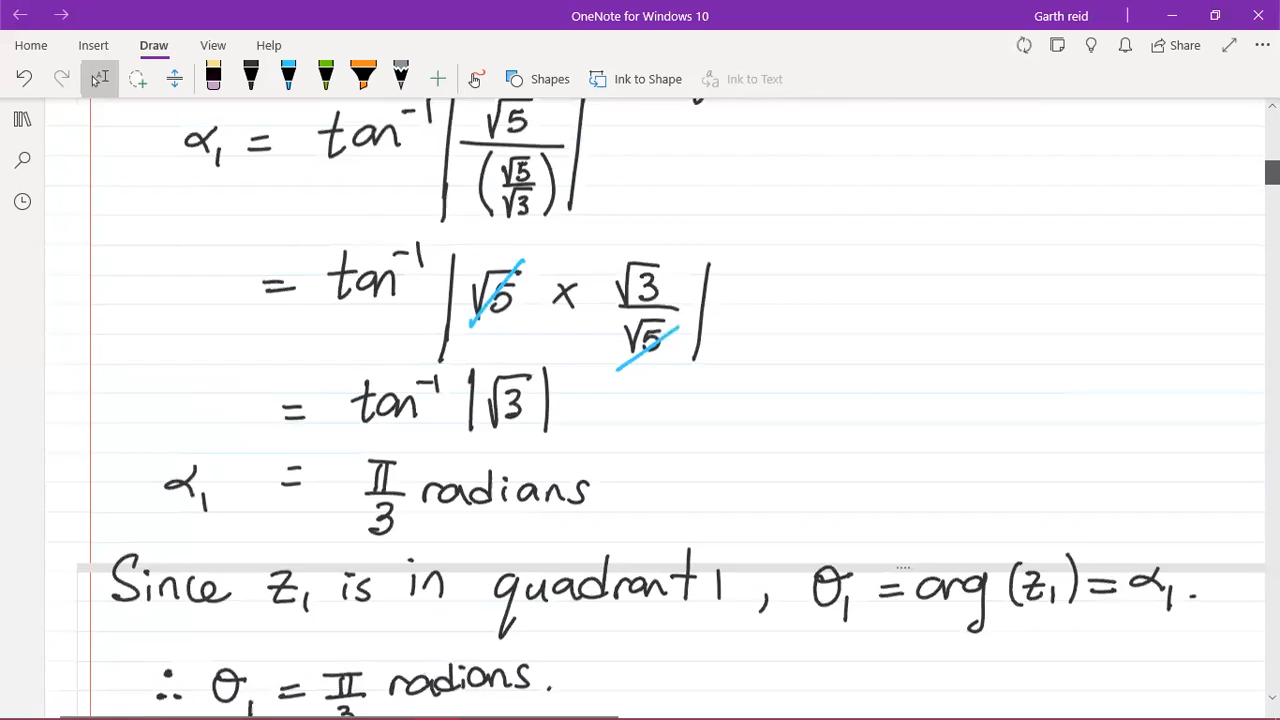 OneNote for Windows 10
Garth reid
Home Insert Draw View Help
Share
Shapes Ink to Shape Ink to Text
α₁ = tan⁻¹ |√5 / (√5/√3)|
= tan⁻¹ |√5 × √3/√5|
= tan⁻¹ |√3|
α₁ = π/3 radians
Since z₁ is in quadrant 1, θ₁ = arg(z₁) = α₁.
∴ θ₁ = π/3 radians.